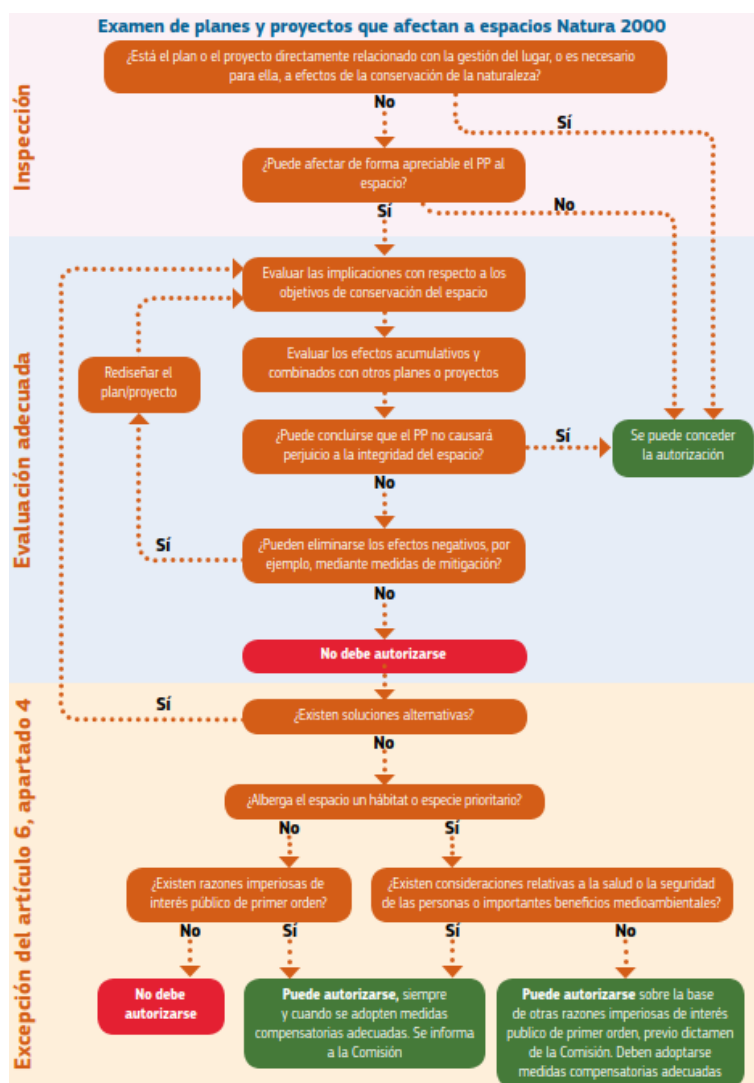 Examen de planes y proyectos que afectan a espacios Natura 2000
Inspección
¿Está el plan o el proyecto directamente relacionado con la gestión del lugar, o es necesario
para ella, a efectos de la conservación de la naturaleza?
No
Sí
¿Puede afectar de forma apreciable el PP al
espacio?
No
Sí
Evaluación adecuada
Evaluar las implicaciones con respecto a los
objetivos de conservación del espacio
Evaluar los efectos acumulativos y
combinados con otros planes o proyectos
Rediseñar el
plan/proyecto
¿Puede concluirse que el PP no causará
perjuicio a la integridad del espacio?
Sí
Se puede conceder
la autorización
No
¿Pueden eliminarse los efectos negativos, por
ejemplo, mediante medidas de mitigación?
Sí
No
No debe autorizarse
Excepción del artículo 6, apartado 4
¿Existen soluciones alternativas?
Sí
No
¿Alberga el espacio un hábitat o especie prioritario?
No
Sí
¿Existen razones imperiosas de
interés público de primer orden?
¿Existen consideraciones relativas a la salud o la seguridad
de las personas o importantes beneficios medioambientales?
No
Sí
Sí
No
No debe
autorizarse
Puede autorizarse, siempre
y cuando se adopten medidas
compensatorias adecuadas. Se informa
a la Comisión
Puede autorizarse sobre la base
de otras razones imperiosas de interés
publico de primer orden, previo dictamen
de la Comisión. Deben adoptarse
medidas compensatorias adecuadas